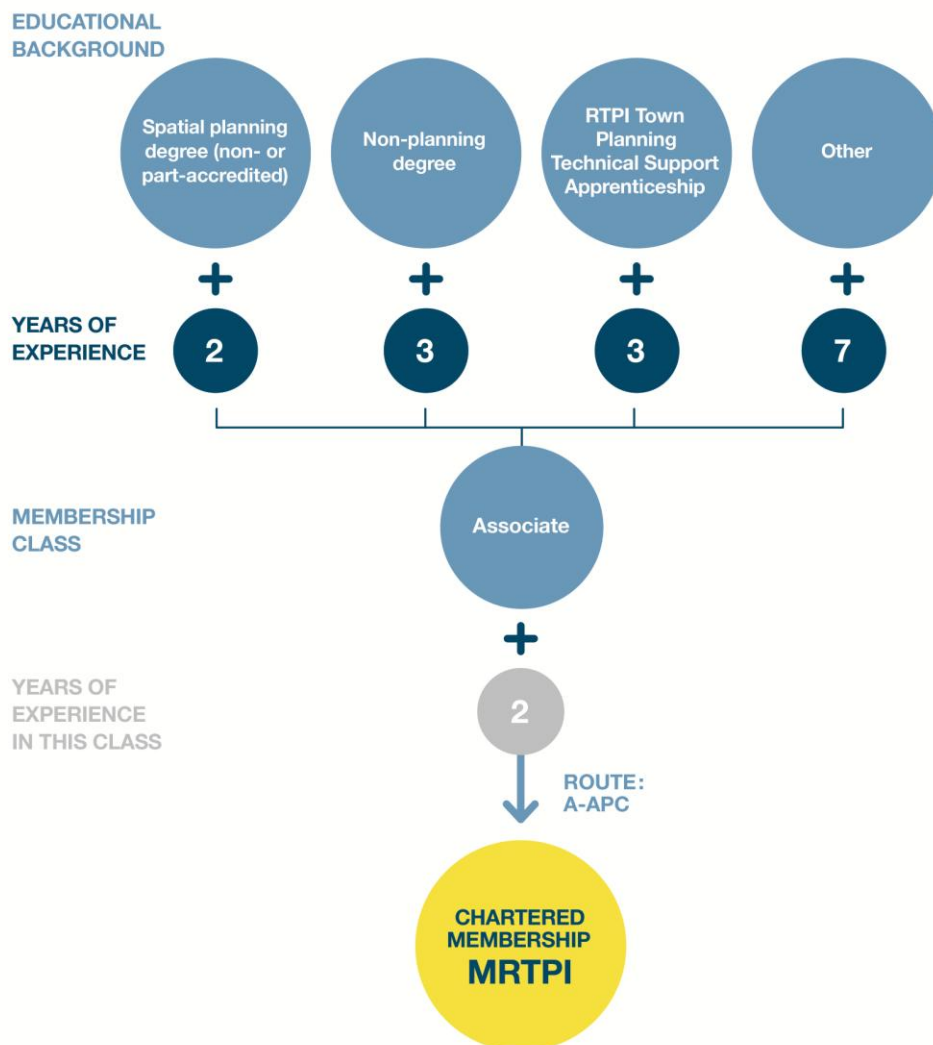 EDUCATIONAL
BACKGROUND
Spatial planning
degree (non- or
part-accredited)
Non-planning
degree
RTPI Town
Planning
Technical Support
Apprenticeship
Other
+
+
+
+
YEARS OF
EXPERIENCE
2
3
3
7
MEMBERSHIP
CLASS
Associate
+
YEARS OF
EXPERIENCE
IN THIS CLASS
2
ROUTE:
A-APC
CHARTERED
MEMBERSHIP
MRTPI